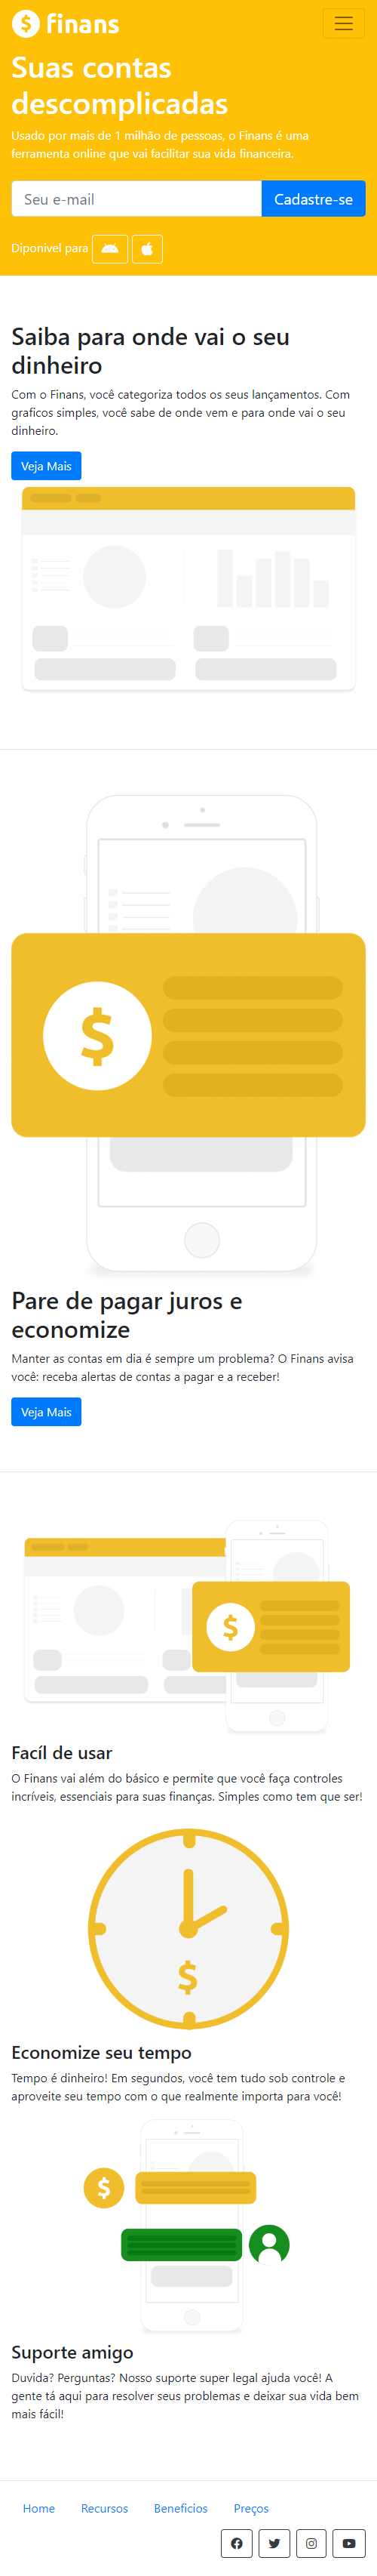 finans
Suas contas
descomplicadas
Usado por mais de 1 milhão de pessoas, o Finans é uma
ferramenta online que vai facilitar sua vida financeira.
Seu e-mail
Cadastre-se
Diponivel para
Saiba para onde vai o seu
dinheiro
Com o Finans, você categoriza todos os seus lançamentos. Com
graficos simples, você sabe de onde vem e para onde vai o seu
dinheiro.
Veja Mais
$
Pare de pagar juros e
economize
Manter as contas em dia é sempre um problema? O Finans avisa
você: receba alertas de contas a pagar e a receber!
Veja Mais
$
Facíl de usar
O Finans vai além do básico e permite que você faça controles
incríveis, essenciais para suas finanças. Simples como tem que ser!
$
Economize seu tempo
Tempo é dinheiro! Em segundos, você tem tudo sob controle e
aproveite seu tempo com o que realmente importa para você!
$
Suporte amigo
Duvida? Perguntas? Nosso suporte super legal ajuda você! A
gente tá aqui para resolver seus problemas e deixar sua vida bem
mais fácil!
Home Recursos Beneficios Preços